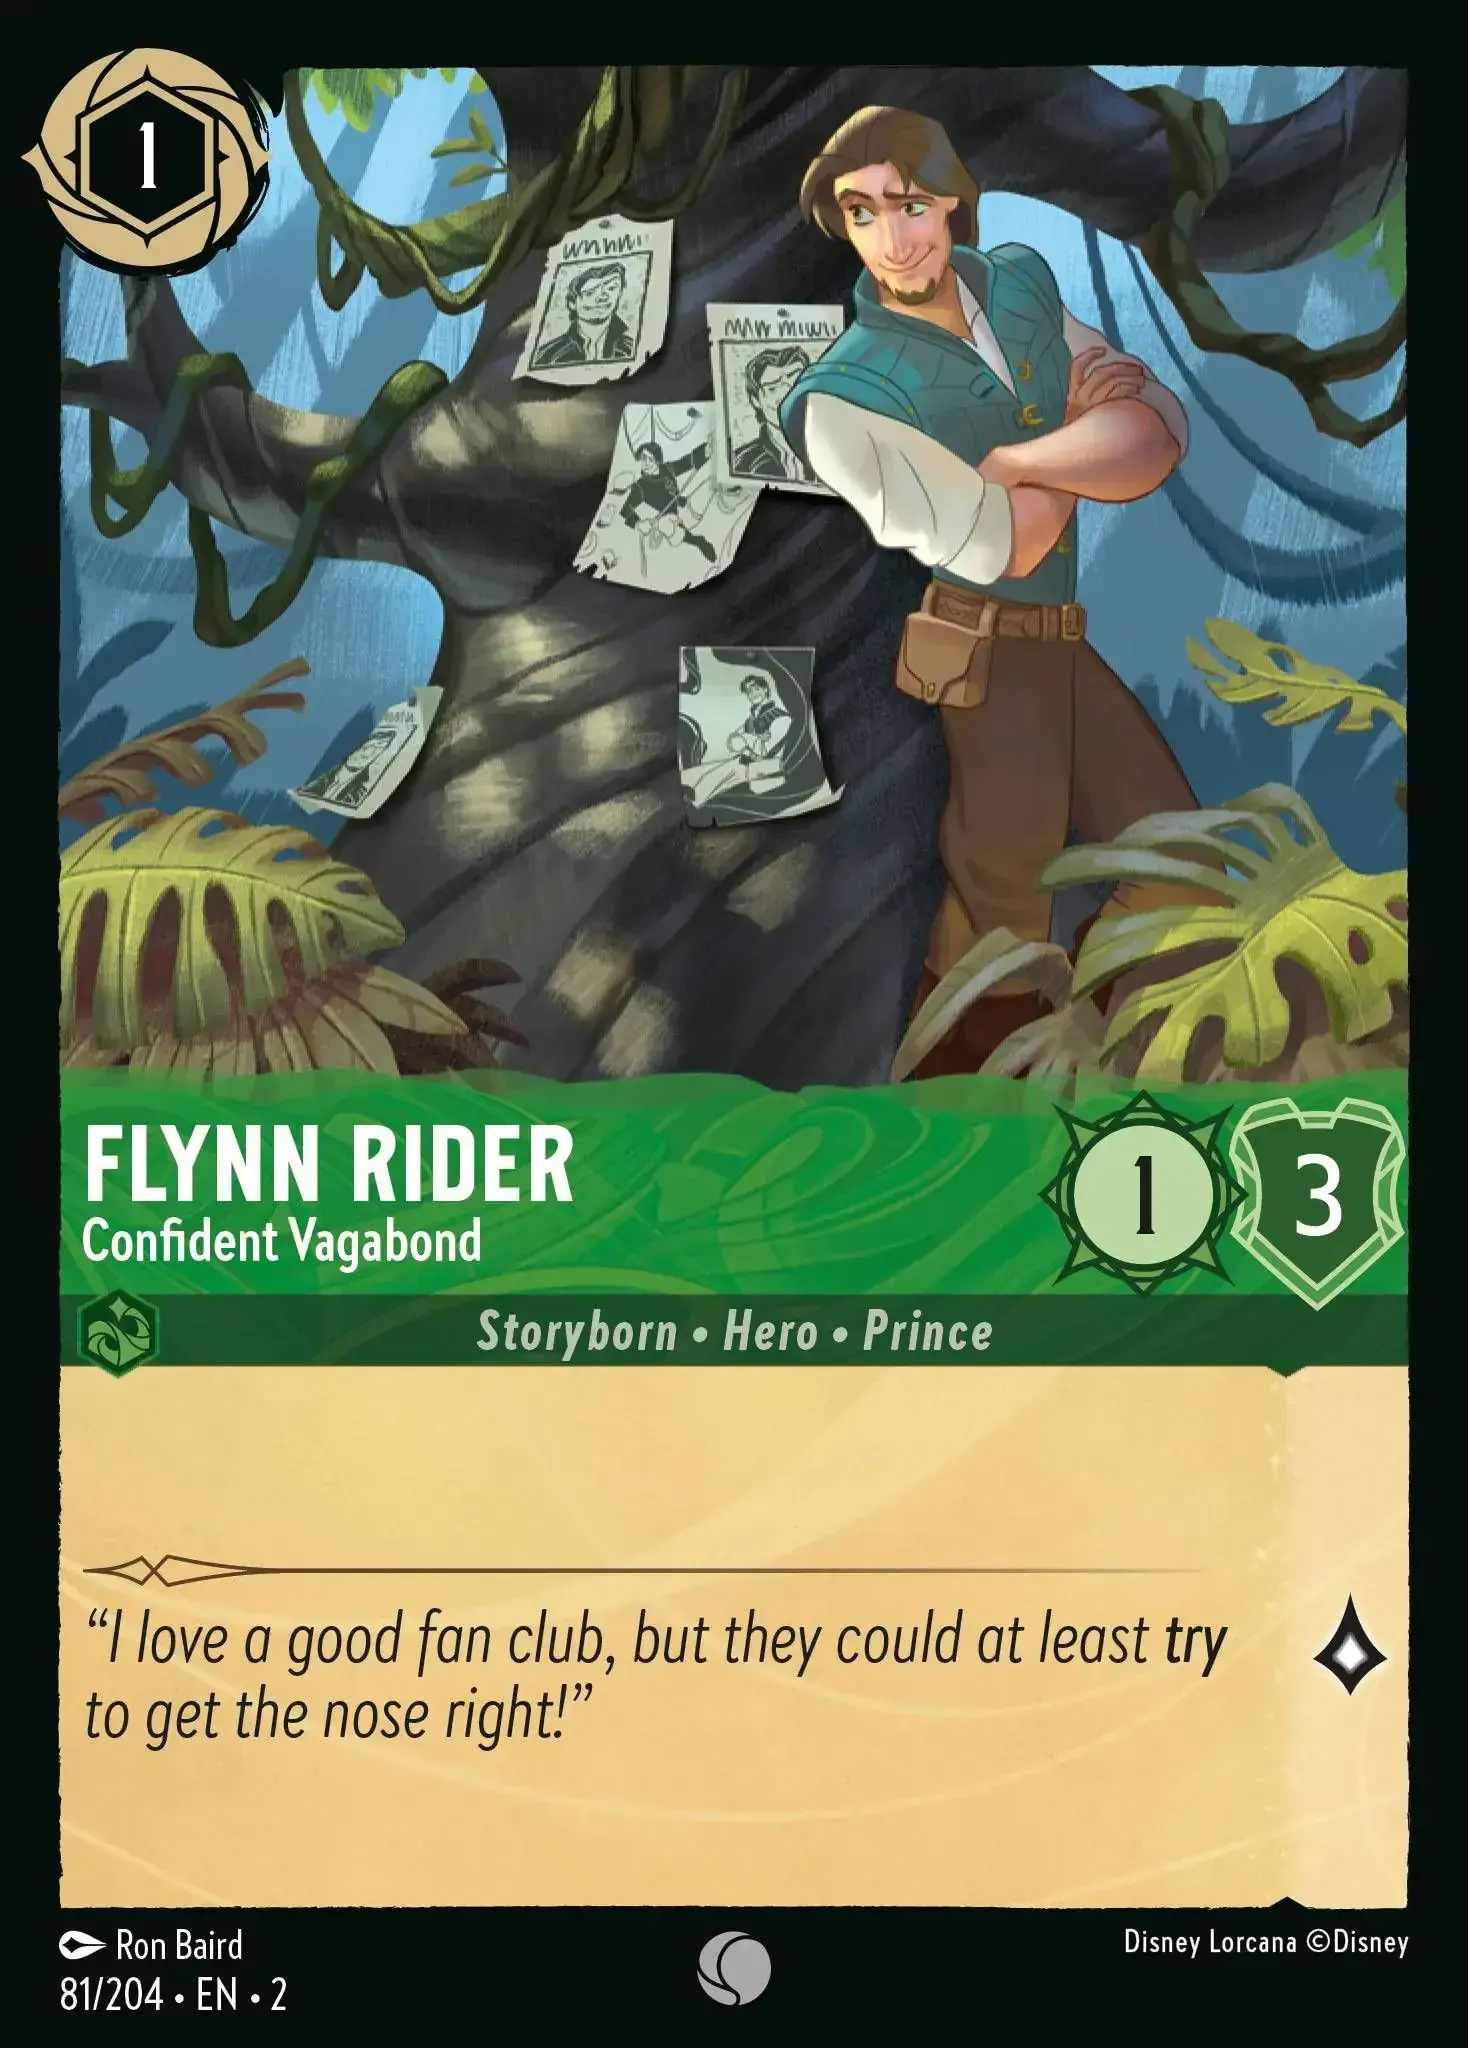 1
FLYNN RIDER
Confident Vagabond
1
3
Storyborn • Hero • Prince
“I love a good fan club, but they could at least try
to get the nose right!”
Ron Baird
81/204 • EN • 2
Disney Lorcana ©Disney